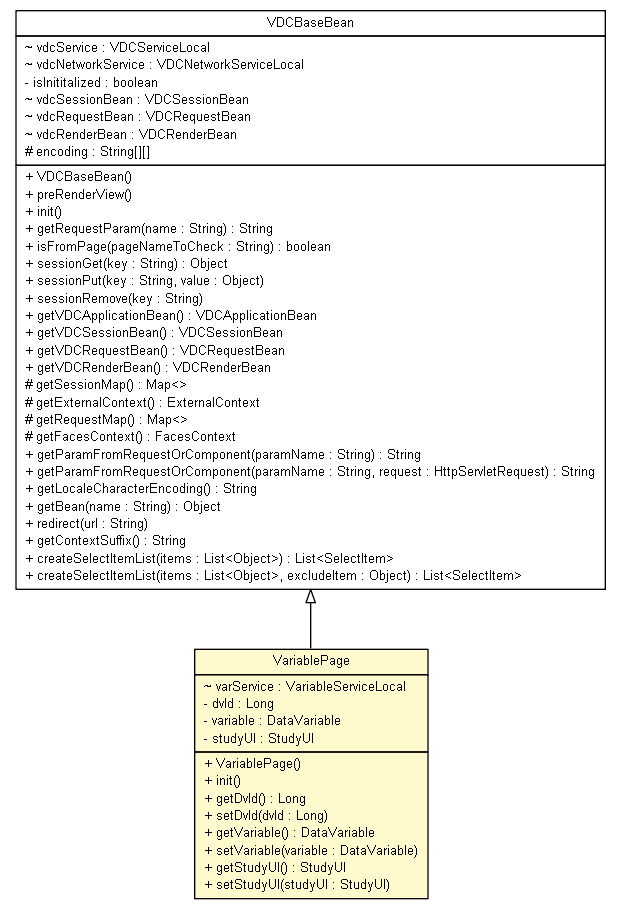 VDCBaseBean
~ vdcService : VDCServiceLocal
~ vdcNetworkService : VDCNetworkServiceLocal
- isInititalized : boolean
~ vdcSessionBean : VDCSessionBean
~ vdcRequestBean : VDCRequestBean
~ vdcRenderBean : VDCRenderBean
# encoding : String[][]
+ VDCBaseBean()
+ preRenderView()
+ init()
+ getRequestParam(name : String) : String
+ isFromPage(pageNameToCheck : String) : boolean
+ sessionGet(key : String) : Object
+ sessionPut(key : String, value : Object)
+ sessionRemove(key : String)
+ getVDCApplicationBean() : VDCApplicationBean
+ getVDCSessionBean() : VDCSessionBean
+ getVDCRequestBean() : VDCRequestBean
+ getVDCRenderBean() : VDCRenderBean
# getSessionMap() : Map<>
# getExternalContext() : ExternalContext
# getRequestMap() : Map<>
# getFacesContext() : FacesContext
+ getParamFromRequestOrComponent(paramName : String) : String
+ getParamFromRequestOrComponent(paramName : String, request : HttpServletRequest) : String
+ getLocaleCharacterEncoding() : String
+ getBean(name : String) : Object
+ redirect(url : String)
+ getContextSuffix() : String
+ createSelectItemList(items : List<Object>) : List<SelectItem>
+ createSelectItemList(items : List<Object>, excludeItem : Object) : List<SelectItem>
VariablePage
~ varService : VariableServiceLocal
- dvId : Long
- variable : DataVariable
- studyUI : StudyUI
+ VariablePage()
+ init()
+ getDvId() : Long
+ setDvId(dvId : Long)
+ getVariable() : DataVariable
+ setVariable(variable : DataVariable)
+ getStudyUI() : StudyUI
+ setStudyUI(studyUI : StudyUI)